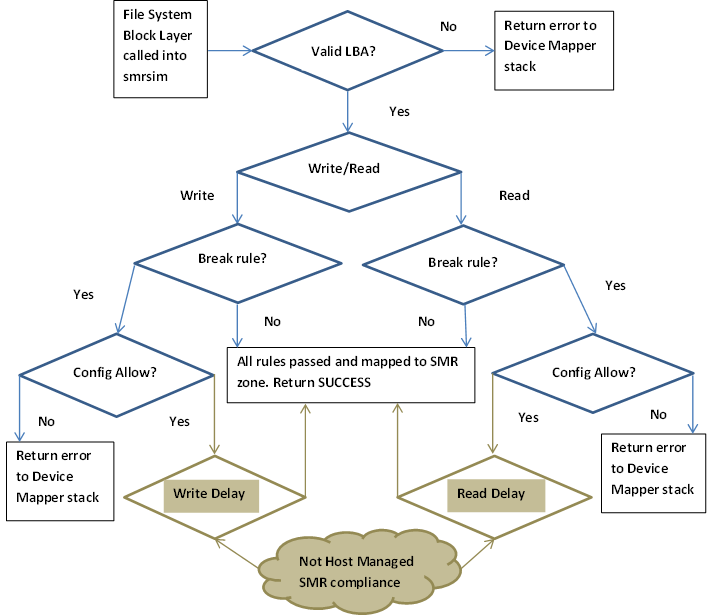 File System
Block Layer
called into
smrsim
Valid LBA?
No
Return error to
Device Mapper
stack
Yes
Write/Read
Write
Read
Break rule?
Break rule?
Yes
Yes
No
No
Config Allow?
All rules passed and mapped to SMR
zone. Return SUCCESS
Config Allow?
No
Yes
Yes
No
Return error
to Device
Mapper stack
Return error
to Device
Mapper stack
Write Delay
Read Delay
Not Host Managed
SMR compliance